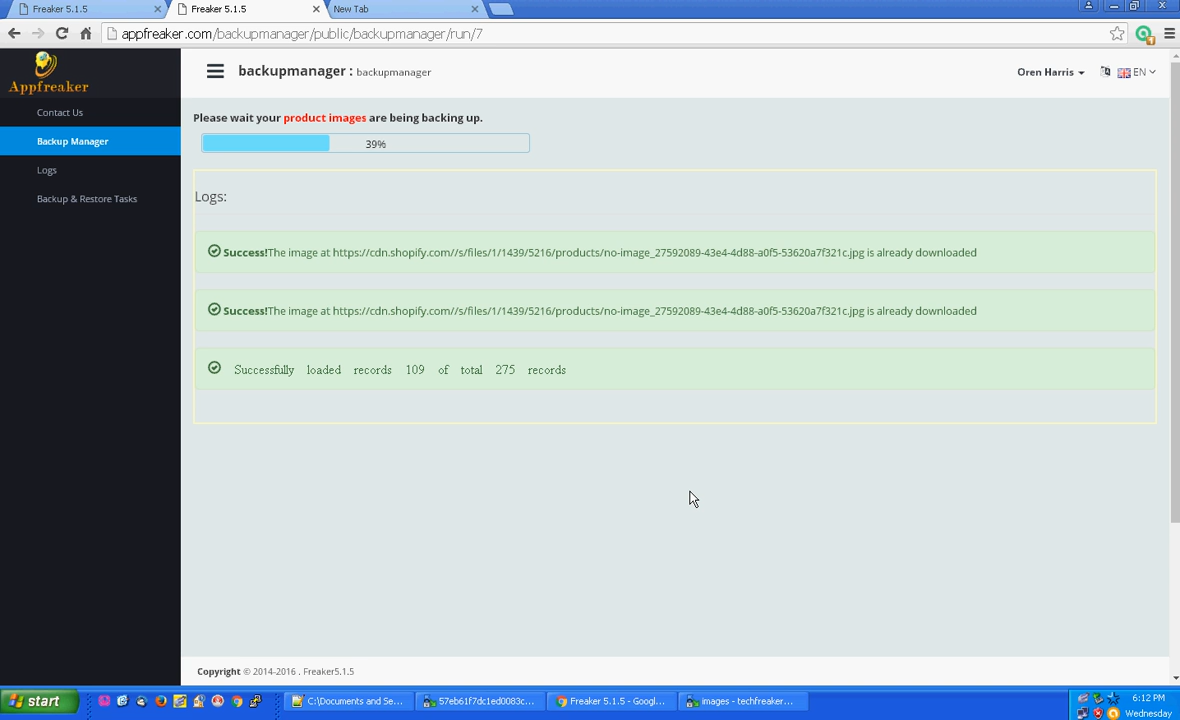 Freaker 5.1.5
Freaker 5.1.5
New Tab
appfreaker.com/backupmanager/public/backupmanager/run/7
Appfreaker
backupmanager : backupmanager
Oren Harris
EN
Contact Us
Backup Manager
Logs
Backup & Restore Tasks
Please wait your product images are being backing up.
39%
Logs:
Success!The image at https://cdn.shopify.com//s/files/1/1439/5216/products/no-image_27592089-43e4-4d88-a0f5-53620a7f321c.jpg is already downloaded
Success!The image at https://cdn.shopify.com//s/files/1/1439/5216/products/no-image_27592089-43e4-4d88-a0f5-53620a7f321c.jpg is already downloaded
Successfully loaded records 109 of total 275 records
Copyright © 2014-2016 . Freaker5.1.5
start
C:\Documents and Se...
57eb61f7dc1ed0083c...
Freaker 5.1.5 - Googl...
images - techfreaker...
6:12 PM
Wednesday